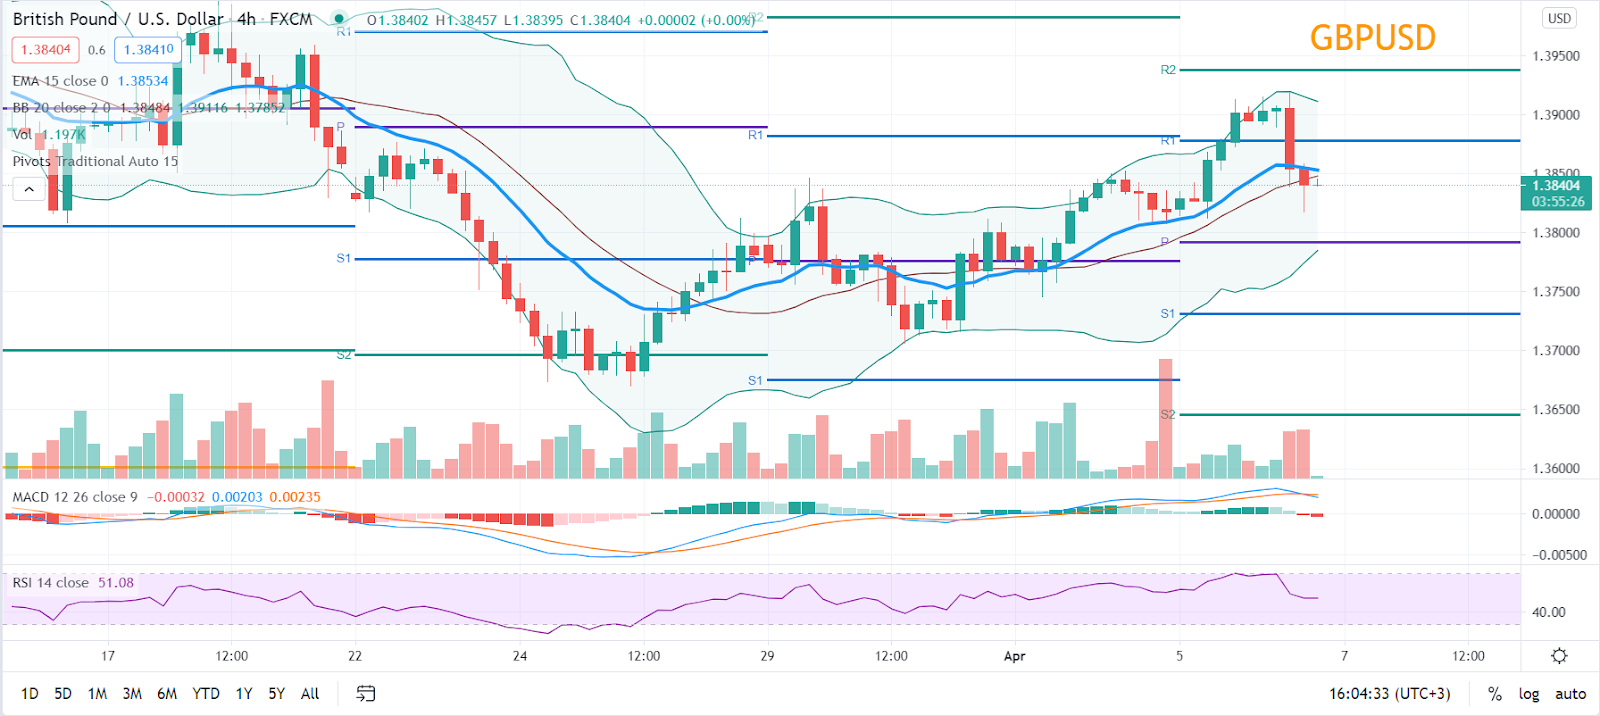 British Pound / U.S. Dollar · 4h · FXCM O1.38402 H1.38457 L1.38395 C1.38404 +0.00002 (+0.00%)
GBPUSD
USD
1.38404 0.6 1.38410
EMA 15 close 0 1.38534
BB 20 close 2 0 1.38484 1.39116 1.37852
Vol 1.197K
Pivots Traditional Auto 15
R2
R1
P
S1
S2
R1
P
S1
R2
R1
P
S1
S2
1.39500
1.39000
1.38500
1.38404
03:55:26
1.38000
1.37500
1.37000
1.36500
1.36000
MACD 12 26 close 9 −0.00032 0.00203 0.00235
0.00000
−0.00500
RSI 14 close 51.08
40.00
17 12:00 22 24 12:00 29 12:00 Apr 5 7 12:00
1D 5D 1M 3M 6M YTD 1Y 5Y All 16:04:33 (UTC+3) % log auto